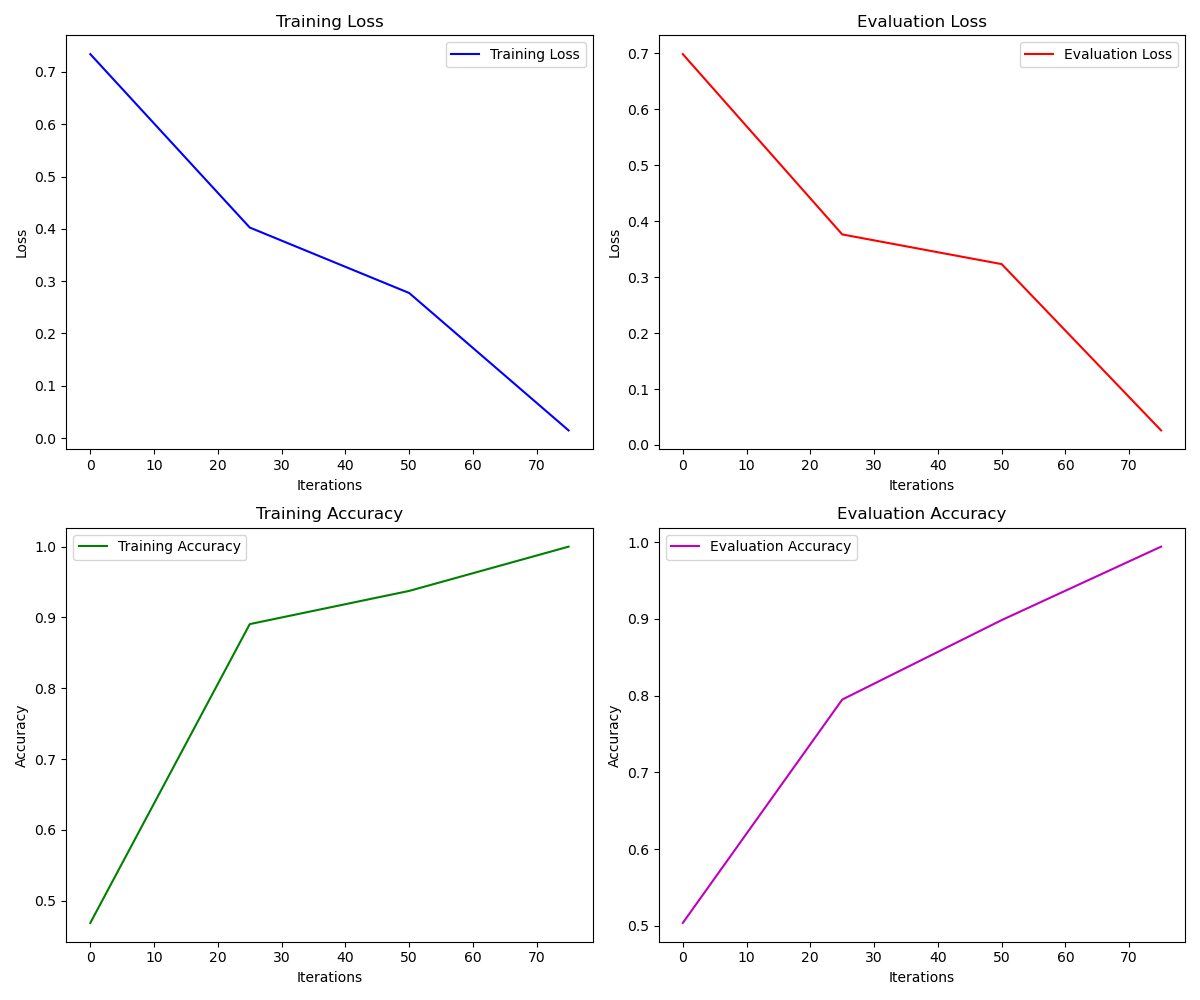 Training Loss
Training Loss
0.7
0.6
0.5
0.4
0.3
0.2
0.1
0.0
Loss
0 10 20 30 40 50 60 70
Iterations
Evaluation Loss
Evaluation Loss
0.7
0.6
0.5
0.4
0.3
0.2
0.1
0.0
Loss
0 10 20 30 40 50 60 70
Iterations
Training Accuracy
Training Accuracy
1.0
0.9
0.8
0.7
0.6
0.5
Accuracy
0 10 20 30 40 50 60 70
Iterations
Evaluation Accuracy
Evaluation Accuracy
1.0
0.9
0.8
0.7
0.6
0.5
Accuracy
0 10 20 30 40 50 60 70
Iterations